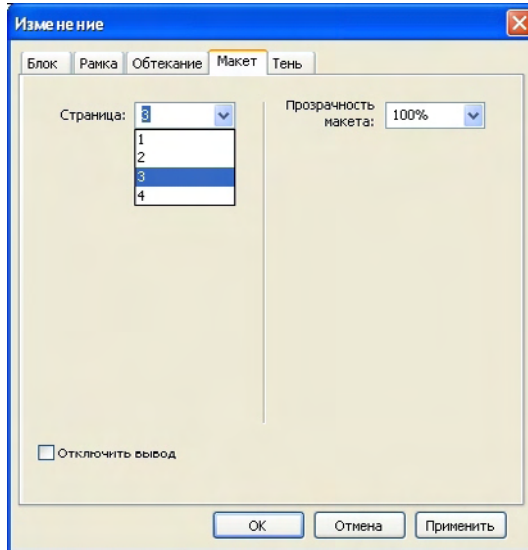 Изменение
Блок Рамка Обтекание Макет Тень
Страница: 3
1
2
3
4
Прозрачность
макета: 100%
Отключить вывод
ОК Отмена Применить